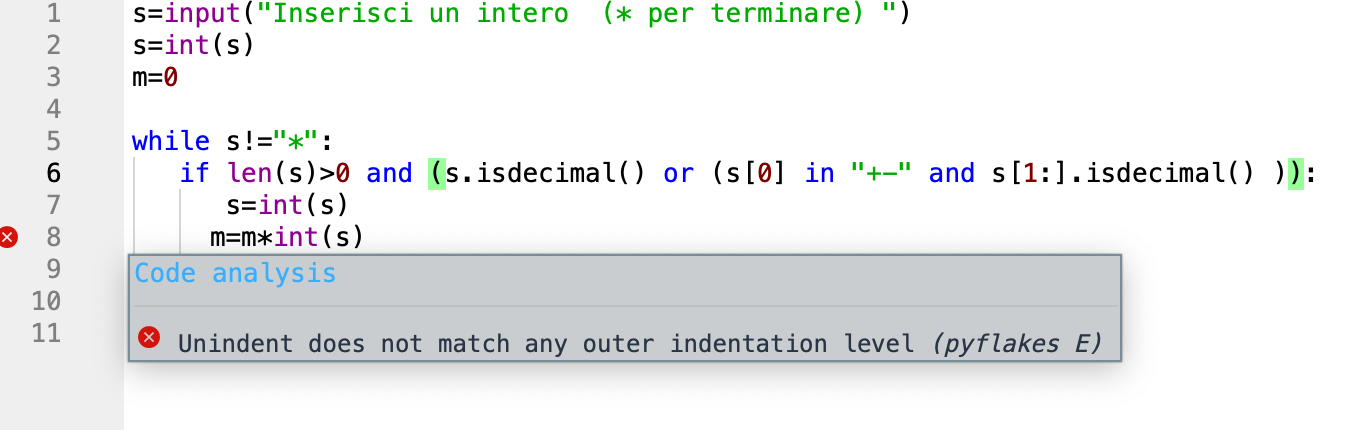 1 s=input("Inserisci un intero  (* per terminare) ")
2 s=int(s)
3 m=0
4
5 while s!="*":
6    if len(s)>0 and (s.isdecimal() or (s[0] in "+-" and s[1:].isdecimal() )):
7       s=int(s)
8      m=m*int(s)
9 Code analysis
10
11 Unindent does not match any outer indentation level (pyflakes E)